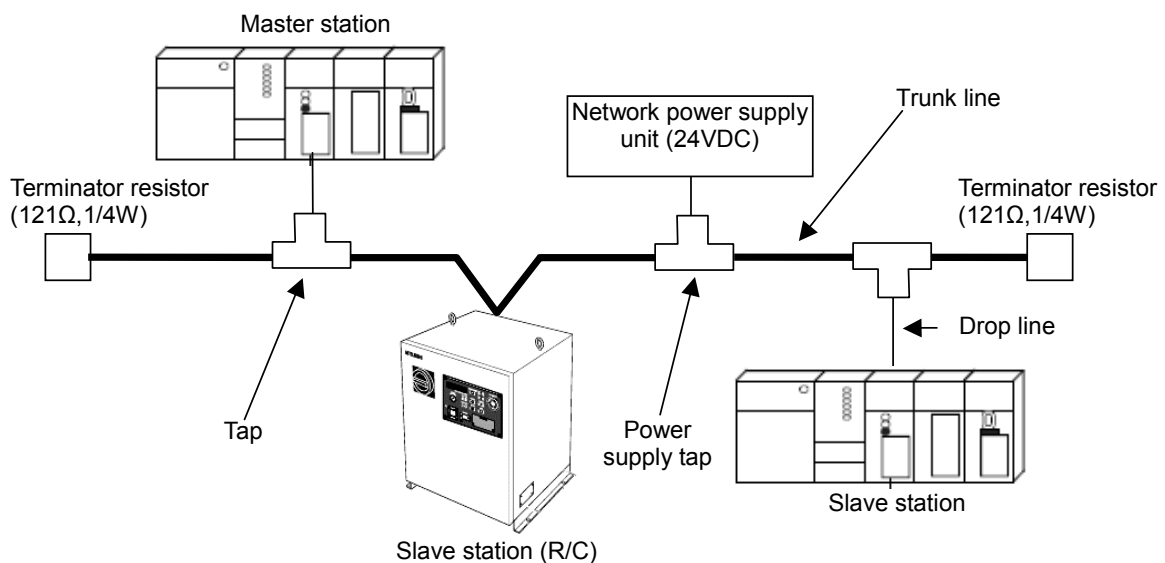 Master station
Network power supply
unit (24VDC)
Trunk line
Terminator resistor
(121Ω,1/4W)
Terminator resistor
(121Ω,1/4W)
Tap
Power
supply tap
Drop line
Slave station
Slave station (R/C)